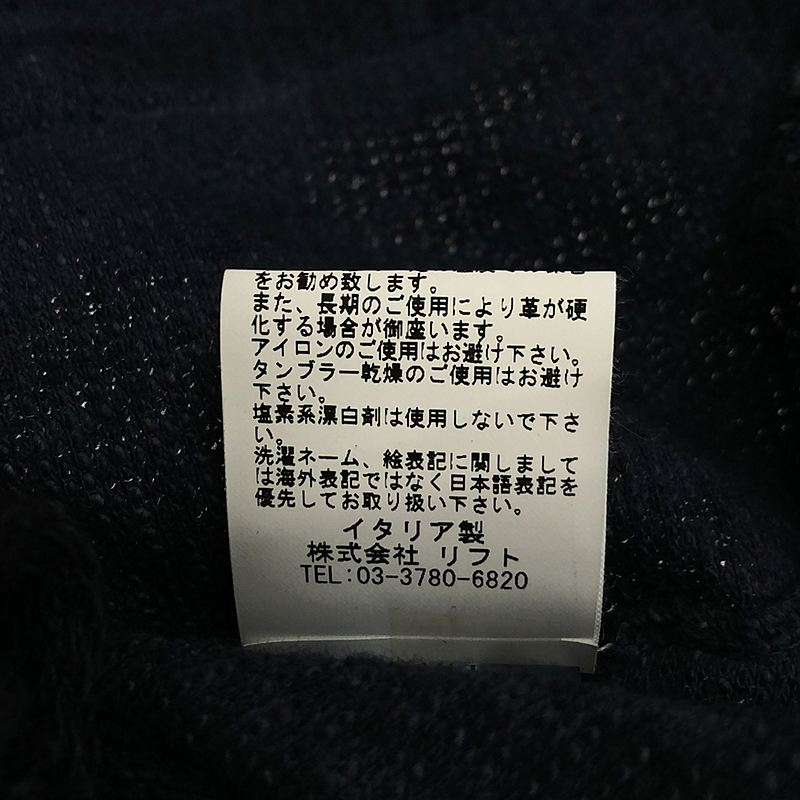 をお勧め致します。
また、長期のご使用により革が硬
化する場合が御座います。
アイロンのご使用はお避け下さい。
タンブラー乾燥のご使用はお避け
下さい。
塩素系漂白剤は使用しないで下さ
い。
洗濯ネーム、絵表記に関しまして
は海外表記ではなく日本語表記を
優先してお取り扱い下さい。
イタリア製
株式会社 リフト
TEL:03-3780-6820